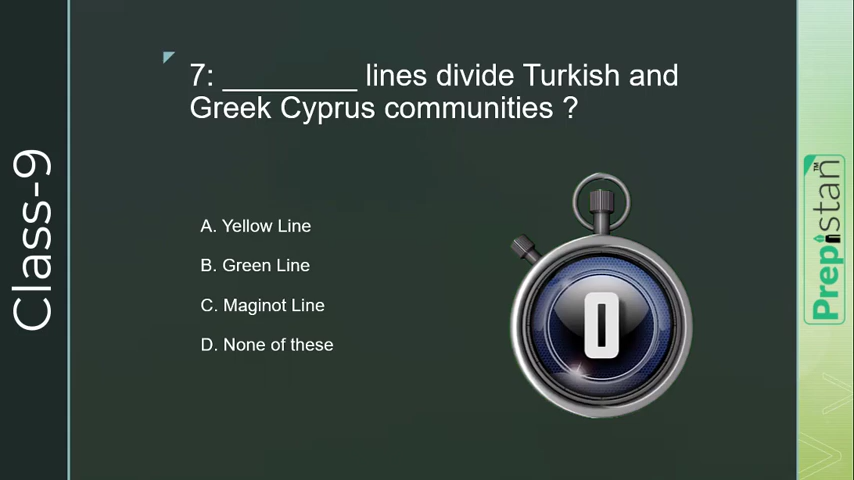 Class-9
7: ________ lines divide Turkish and
Greek Cyprus communities ?
A. Yellow Line
B. Green Line
C. Maginot Line
D. None of these
0
Prepistan™